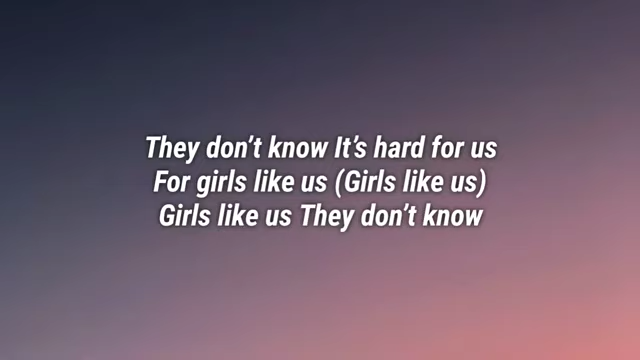 They don’t know It’s hard for us
For girls like us (Girls like us)
Girls like us They don’t know